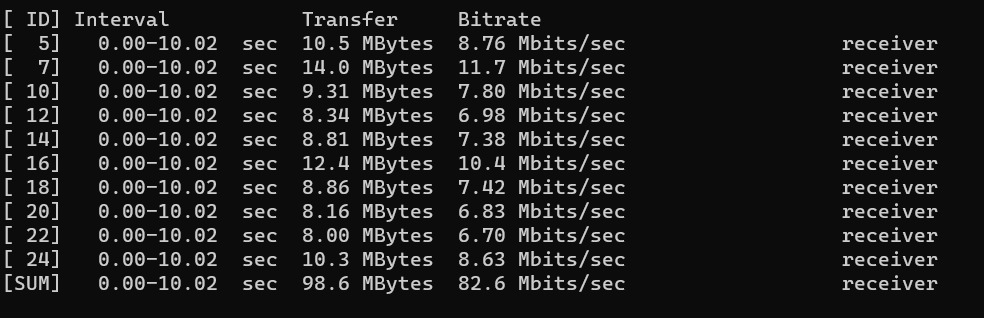 [ ID] Interval           Transfer     Bitrate
[  5]   0.00-10.02  sec  10.5 MBytes  8.76 Mbits/sec                  receiver
[  7]   0.00-10.02  sec  14.0 MBytes  11.7 Mbits/sec                  receiver
[ 10]   0.00-10.02  sec  9.31 MBytes  7.80 Mbits/sec                  receiver
[ 12]   0.00-10.02  sec  8.34 MBytes  6.98 Mbits/sec                  receiver
[ 14]   0.00-10.02  sec  8.81 MBytes  7.38 Mbits/sec                  receiver
[ 16]   0.00-10.02  sec  12.4 MBytes  10.4 Mbits/sec                  receiver
[ 18]   0.00-10.02  sec  8.86 MBytes  7.42 Mbits/sec                  receiver
[ 20]   0.00-10.02  sec  8.16 MBytes  6.83 Mbits/sec                  receiver
[ 22]   0.00-10.02  sec  8.00 MBytes  6.70 Mbits/sec                  receiver
[ 24]   0.00-10.02  sec  10.3 MBytes  8.63 Mbits/sec                  receiver
[SUM]   0.00-10.02  sec  98.6 MBytes  82.6 Mbits/sec                  receiver